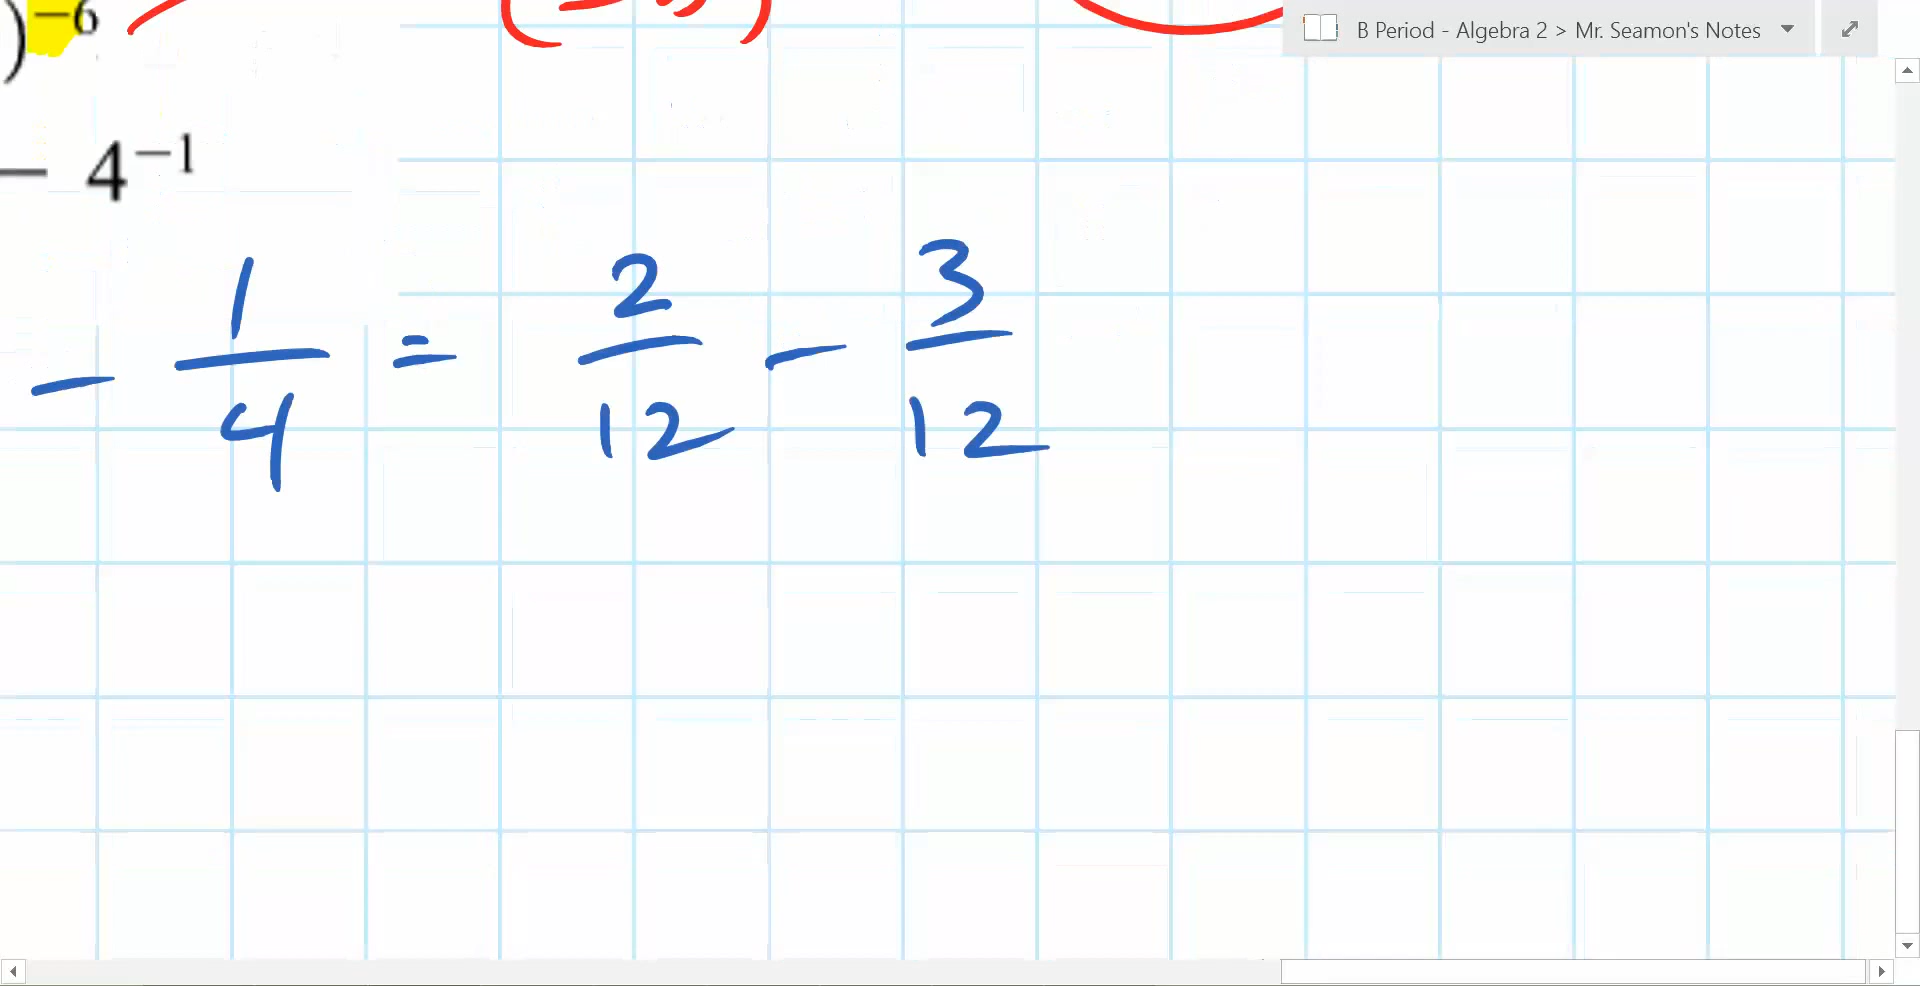 )^{-6}
B Period - Algebra 2 > Mr. Seamon's Notes
− 4^{-1}
− 1/4 = 2/12 − 3/12